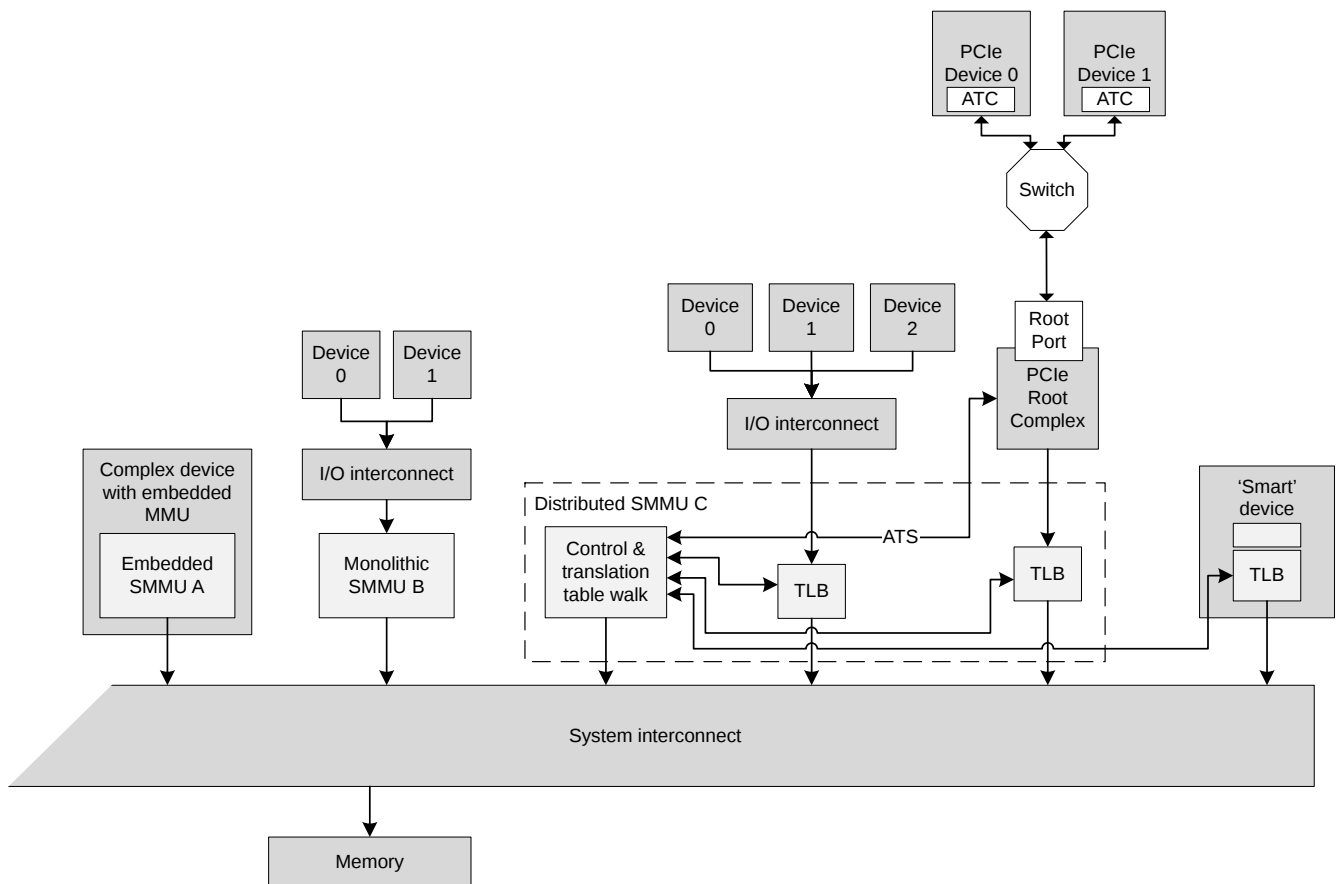 PCIe
Device 0
ATC
PCIe
Device 1
ATC
Switch
Device
0
Device
1
Device
2
Root
Port
PCIe
Root
Complex
Device
0
Device
1
I/O interconnect
I/O interconnect
Complex device
with embedded
MMU
Embedded
SMMU A
Monolithic
SMMU B
Distributed SMMU C
Control &
translation
table walk
ATS
TLB
TLB
‘Smart’
device
TLB
System interconnect
Memory